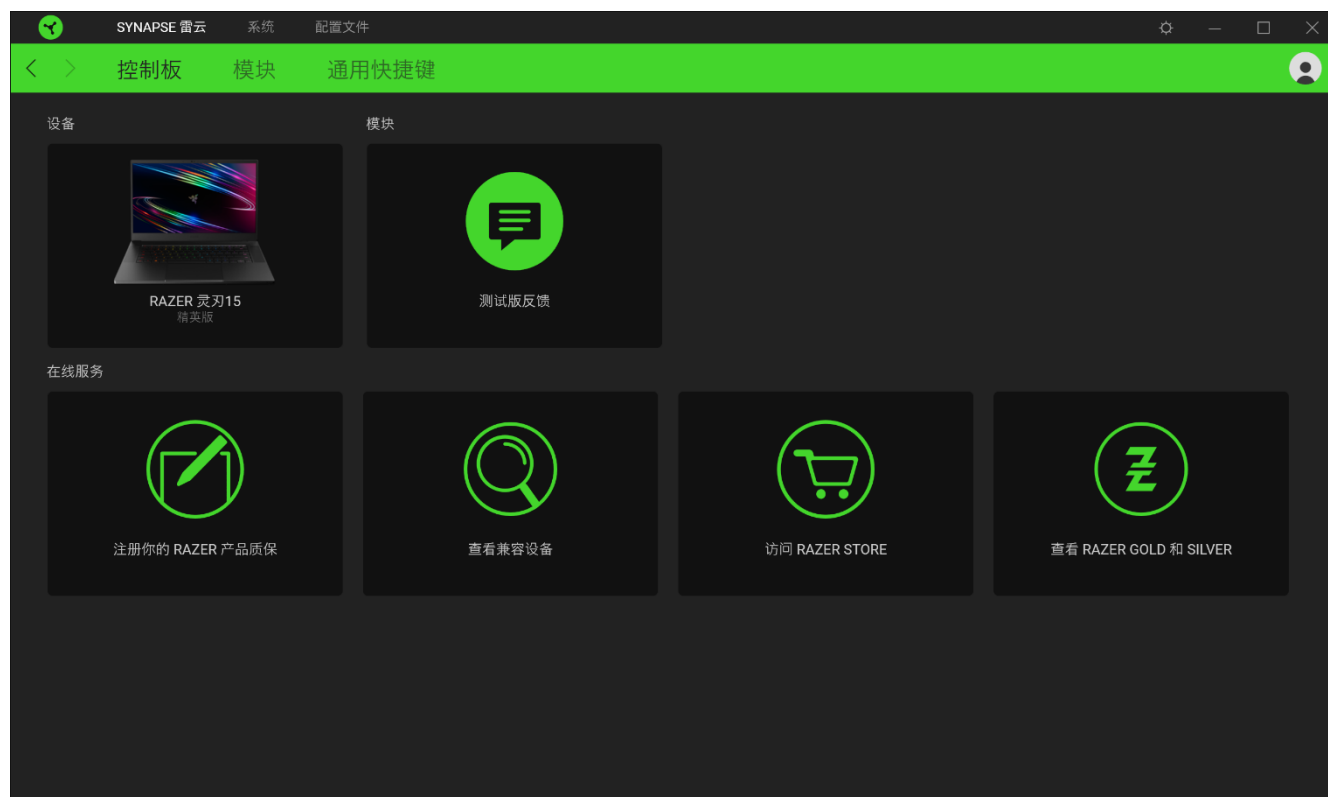 SYNAPSE 雷云 系统 配置文件
控制板 模块 通用快捷键
设备 模块
RAZER 灵刃15
精英版
测试版反馈
在线服务
注册你的 RAZER 产品质保
查看兼容设备
访问 RAZER STORE
查看 RAZER GOLD 和 SILVER